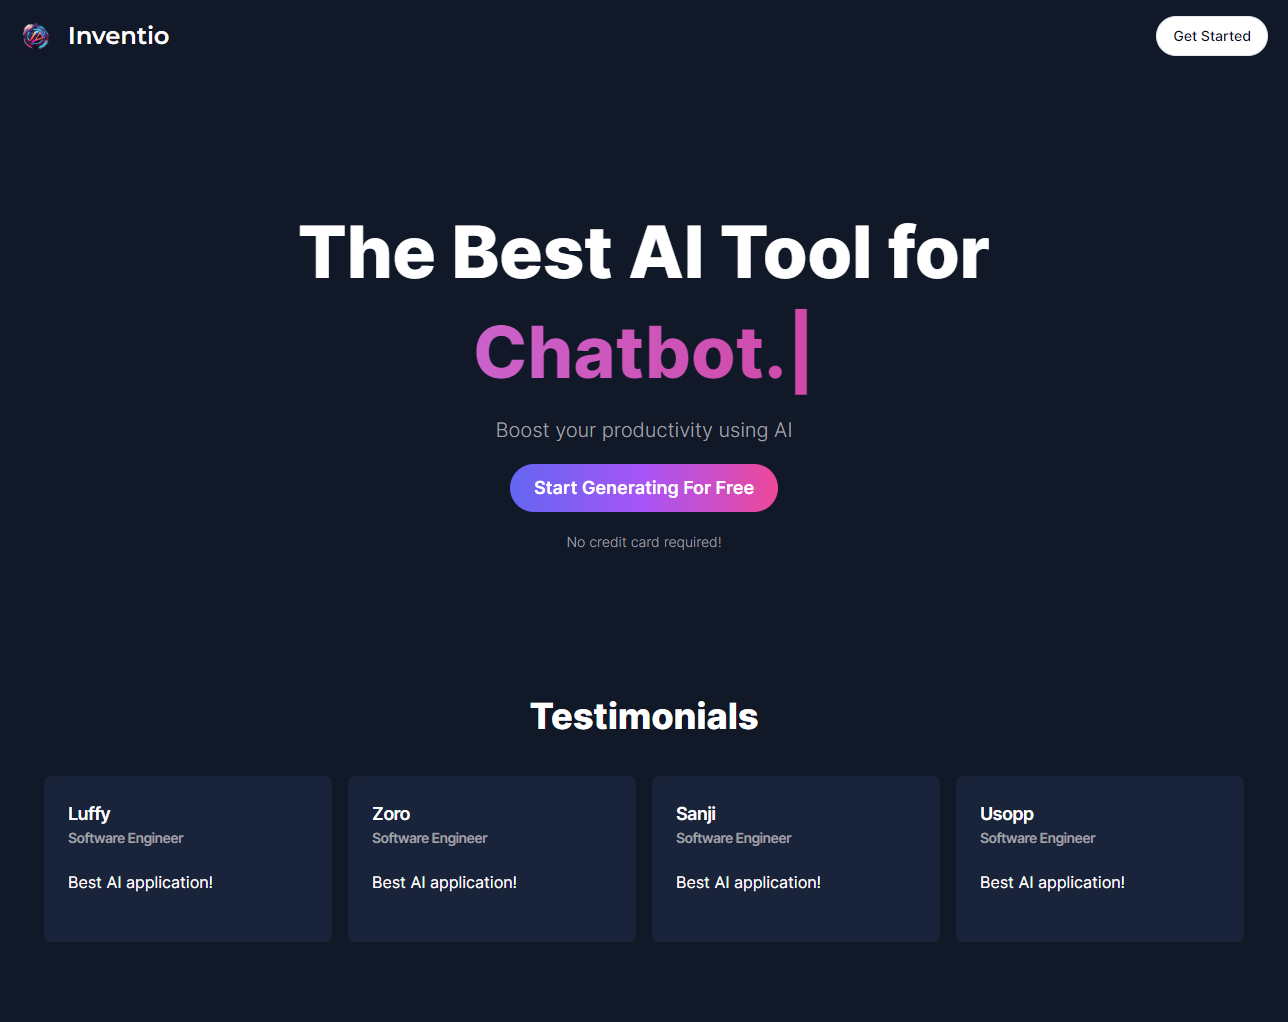 Inventio
Get Started
The Best AI Tool for
Chatbot.|
Boost your productivity using AI
Start Generating For Free
No credit card required!
Testimonials
Luffy
Software Engineer
Best AI application!
Zoro
Software Engineer
Best AI application!
Sanji
Software Engineer
Best AI application!
Usopp
Software Engineer
Best AI application!